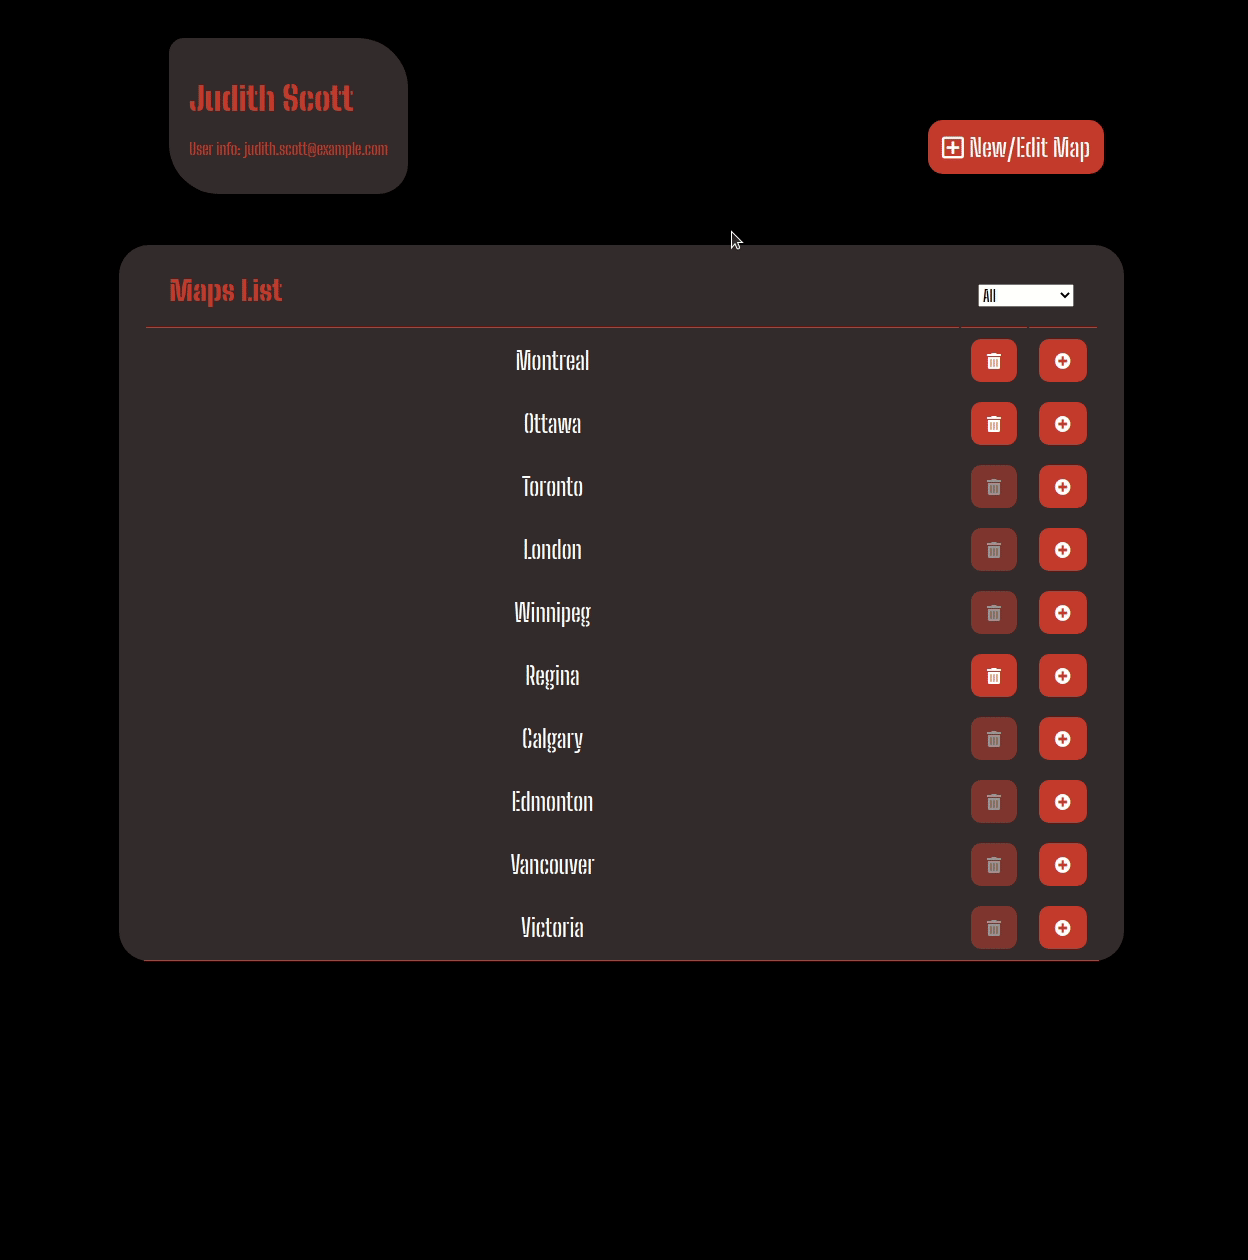 Judith Scott
User info: judith.scott@example.com
New/Edit Map
Maps List
All
Montreal
Ottawa
Toronto
London
Winnipeg
Regina
Calgary
Edmonton
Vancouver
Victoria